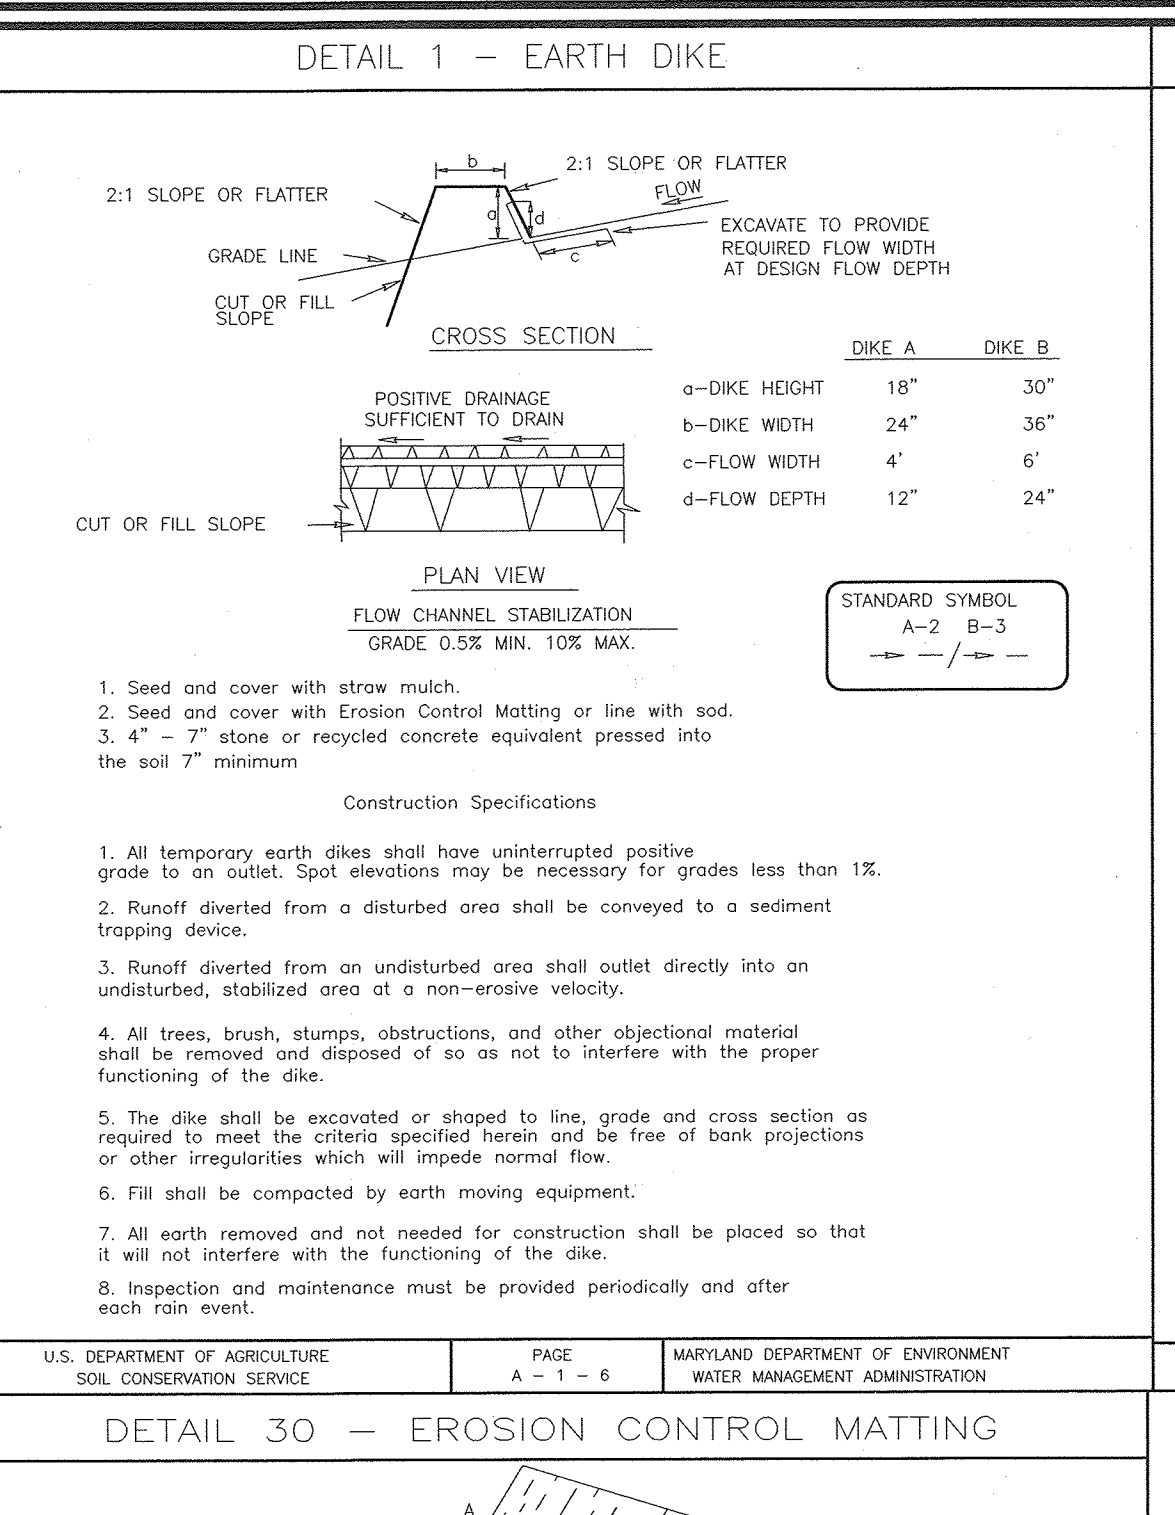 DETAIL 1 – EARTH DIKE
b
2:1 SLOPE OR FLATTER
2:1 SLOPE OR FLATTER
FLOW
a
d
EXCAVATE TO PROVIDE
REQUIRED FLOW WIDTH
AT DESIGN FLOW DEPTH
GRADE LINE
c
CUT OR FILL
SLOPE
CROSS SECTION
DIKE A DIKE B
a–DIKE HEIGHT 18" 30"
b–DIKE WIDTH 24" 36"
c–FLOW WIDTH 4' 6'
d–FLOW DEPTH 12" 24"
POSITIVE DRAINAGE
SUFFICIENT TO DRAIN
CUT OR FILL SLOPE
PLAN VIEW
FLOW CHANNEL STABILIZATION
GRADE 0.5% MIN. 10% MAX.
STANDARD SYMBOL
A–2 B–3
/
1. Seed and cover with straw mulch.
2. Seed and cover with Erosion Control Matting or line with sod.
3. 4" – 7" stone or recycled concrete equivalent pressed into
the soil 7" minimum
Construction Specifications
1. All temporary earth dikes shall have uninterrupted positive
grade to an outlet. Spot elevations may be necessary for grades less than 1%.
2. Runoff diverted from a disturbed area shall be conveyed to a sediment
trapping device.
3. Runoff diverted from an undisturbed area shall outlet directly into an
undisturbed, stabilized area at a non–erosive velocity.
4. All trees, brush, stumps, obstructions, and other objectional material
shall be removed and disposed of so as not to interfere with the proper
functioning of the dike.
5. The dike shall be excavated or shaped to line, grade and cross section as
required to meet the criteria specified herein and be free of bank projections
or other irregularities which will impede normal flow.
6. Fill shall be compacted by earth moving equipment.
7. All earth removed and not needed for construction shall be placed so that
it will not interfere with the functioning of the dike.
8. Inspection and maintenance must be provided periodically and after
each rain event.
U.S. DEPARTMENT OF AGRICULTURE
SOIL CONSERVATION SERVICE
PAGE
A – 1 – 6
MARYLAND DEPARTMENT OF ENVIRONMENT
WATER MANAGEMENT ADMINISTRATION
DETAIL 30 – EROSION CONTROL MATTING
A